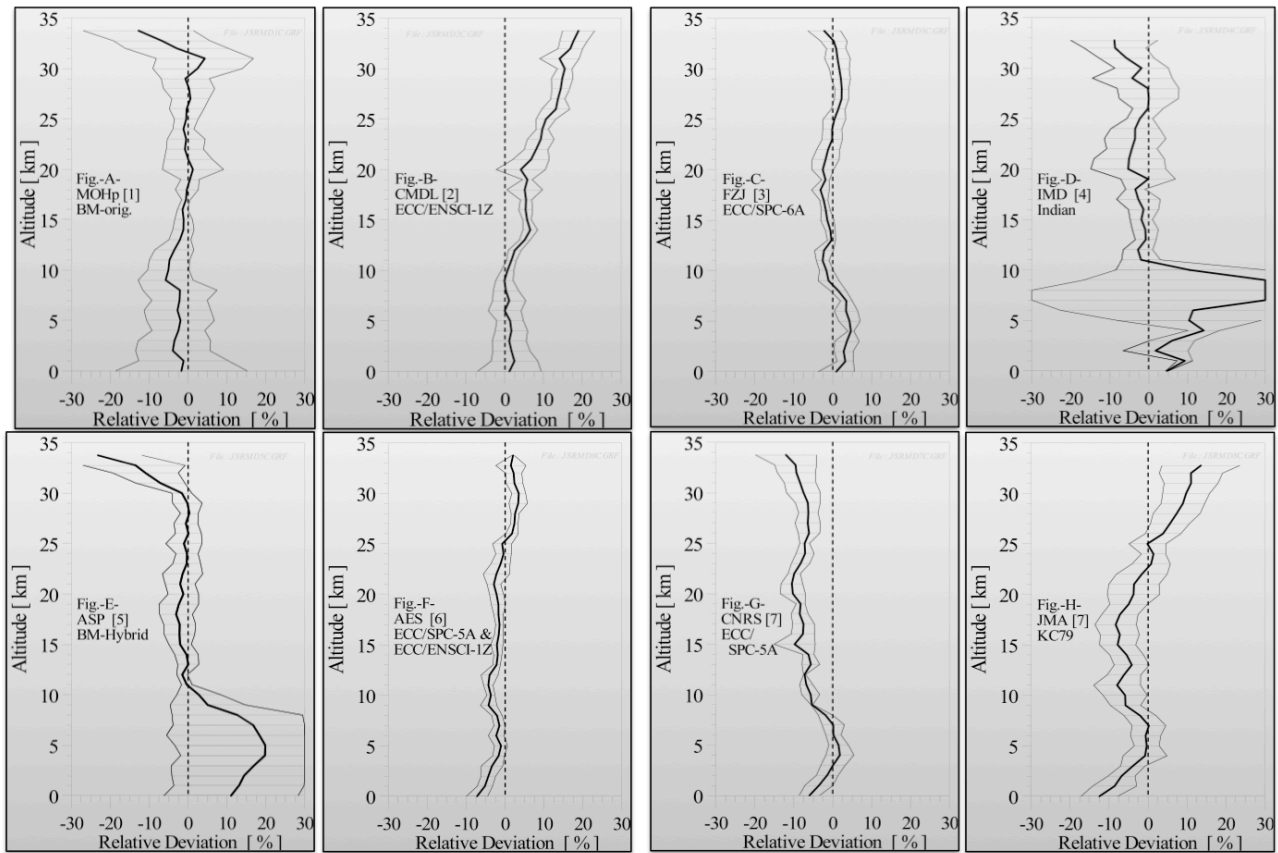 35
30
25
20
15
10
5
0
Altitude [ km ]
File: J5RMD1C.GRF
Fig.-A-
MOHp [1]
BM-orig.
-30 -20 -10 0 10 20 30
Relative Deviation [ % ]
35
30
25
20
15
10
5
0
Altitude [ km ]
Fig.-B-
CMDL [2]
ECC/ENSCI-1Z
-30 -20 -10 0 10 20 30
Relative Deviation [ % ]
35
30
25
20
15
10
5
0
Altitude [ km ]
Fig.-C-
FZJ [3]
ECC/SPC-6A
-30 -20 -10 0 10 20 30
Relative Deviation [ % ]
35
30
25
20
15
10
5
0
Altitude [ km ]
Fig.-D-
IMD [4]
Indian
-30 -20 -10 0 10 20 30
Relative Deviation [ % ]
35
30
25
20
15
10
5
0
Altitude [ km ]
Fig.-E-
ASP [5]
BM-Hybrid
-30 -20 -10 0 10 20 30
Relative Deviation [ % ]
35
30
25
20
15
10
5
0
Altitude [ km ]
Fig.-F-
AES [6]
ECC/SPC-5A &
ECC/ENSCI-1Z
-30 -20 -10 0 10 20 30
Relative Deviation [ % ]
35
30
25
20
15
10
5
0
Altitude [ km ]
Fig.-G-
CNRS [7]
ECC/
SPC-5A
-30 -20 -10 0 10 20 30
Relative Deviation [ % ]
35
30
25
20
15
10
5
0
Altitude [ km ]
Fig.-H-
JMA [7]
KC79
-30 -20 -10 0 10 20 30
Relative Deviation [ % ]